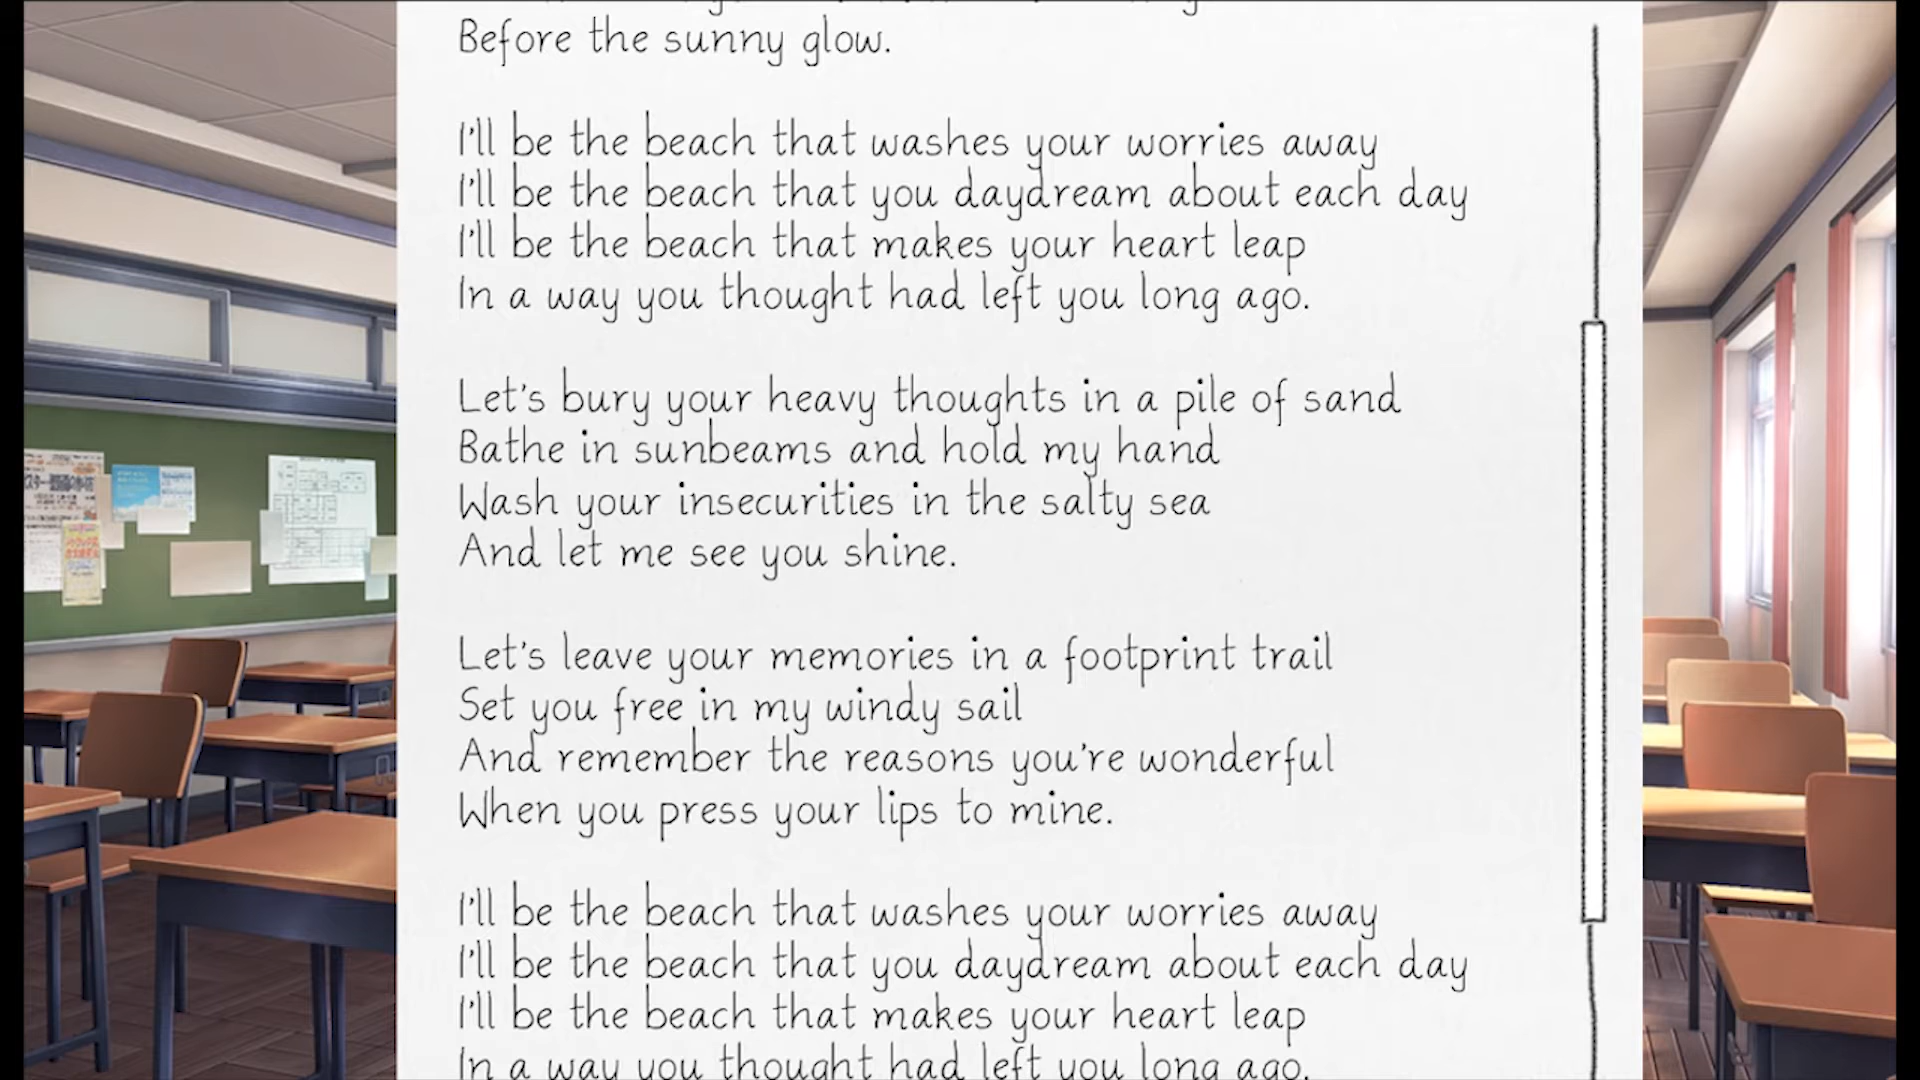 Before the sunny glow.
I'll be the beach that washes your worries away
I'll be the beach that you daydream about each day
I'll be the beach that makes your heart leap
In a way you thought had left you long ago.
Let's bury your heavy thoughts in a pile of sand
Bathe in sunbeams and hold my hand
Wash your insecurities in the salty sea
And let me see you shine.
Let's leave your memories in a footprint trail
Set you free in my windy sail
And remember the reasons you're wonderful
When you press your lips to mine.
I'll be the beach that washes your worries away
I'll be the beach that you daydream about each day
I'll be the beach that makes your heart leap
In a way you thought had left you long ago.